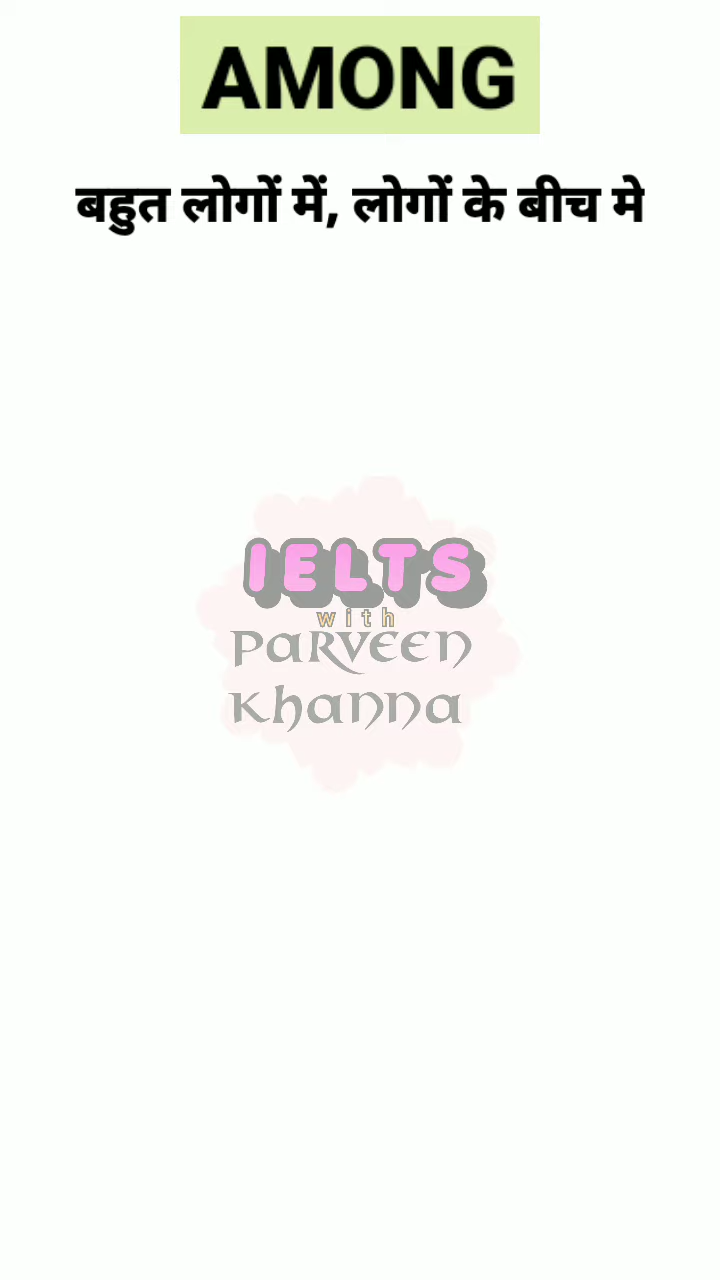 AMONG
बहुत लोगों में, लोगों के बीच मे
IELTS
with
PARVEEN
Khanna